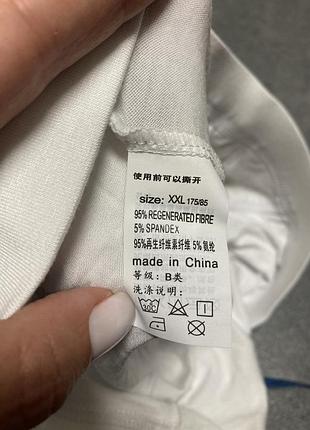 使用前可以撕开
size: XXL 175/85
95% REGENERATED FIBRE
5% SPANDEX
95%再生纤维素纤维 5%氨纶
made in China
等级：B类
洗涤说明：
30C